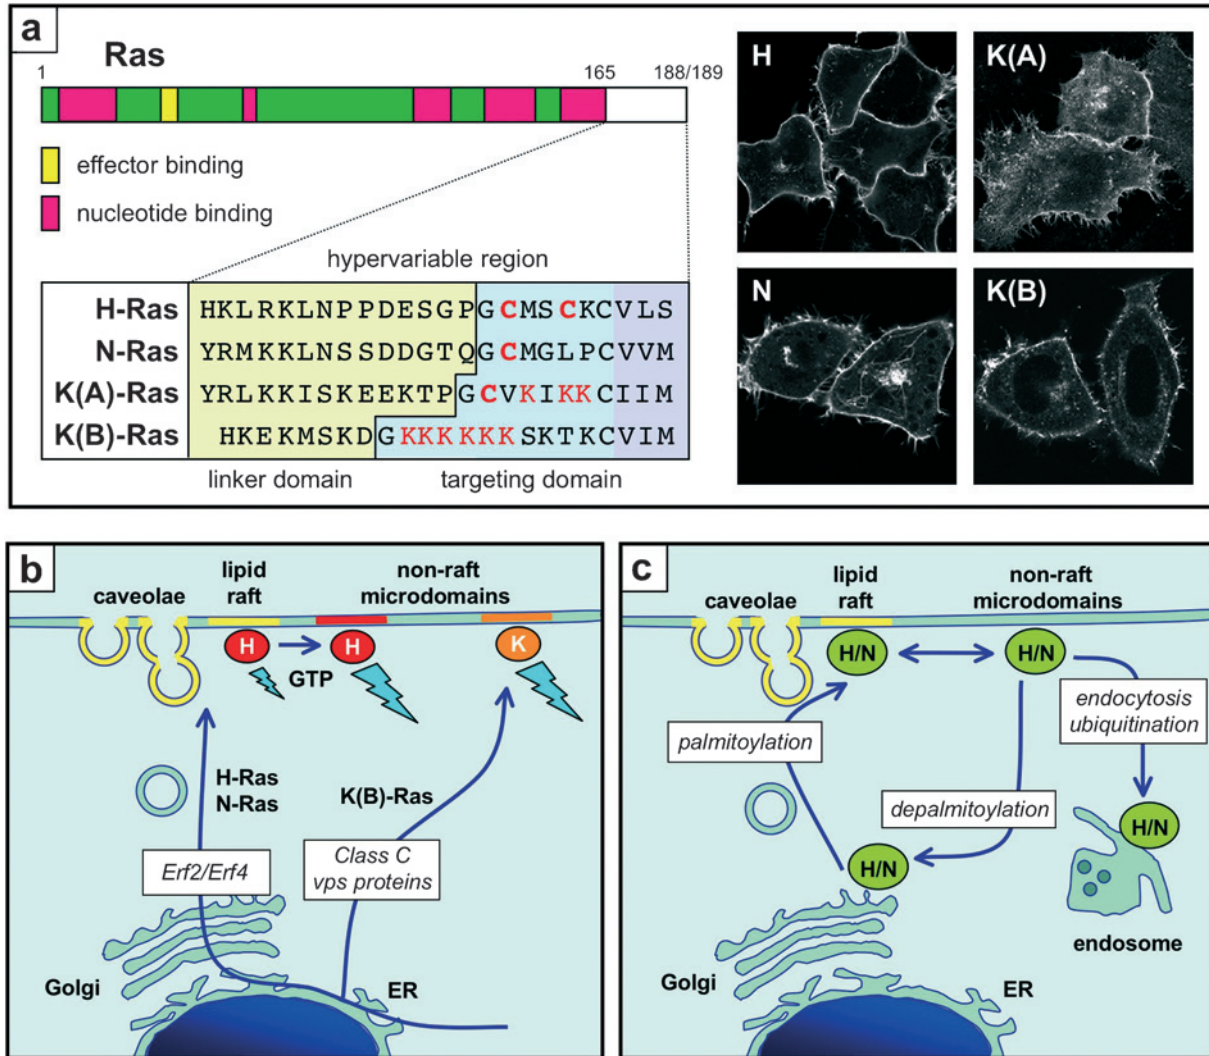 a
Ras
1
165
188/189
effector binding
nucleotide binding
hypervariable region
H-Ras HKLRKLNPPDESGPGCMSCKCVLS
N-Ras YRMKKLNSSDDGTQGCMGLPCVVM
K(A)-Ras YRLKKISKEEKTPGCVKIKKCIIM
K(B)-Ras HKEKMSKDGKKKKKKSKTKCVIM
linker domain
targeting domain
H
K(A)
N
K(B)
b
caveolae
lipid
raft
non-raft
microdomains
H
H
K
GTP
H-Ras
N-Ras
K(B)-Ras
Erf2/Erf4
Class C
vps proteins
Golgi
ER
c
caveolae
lipid
raft
non-raft
microdomains
H/N
H/N
endocytosis
ubiquitination
palmitoylation
depalmitoylation
H/N
H/N
endosome
Golgi
ER